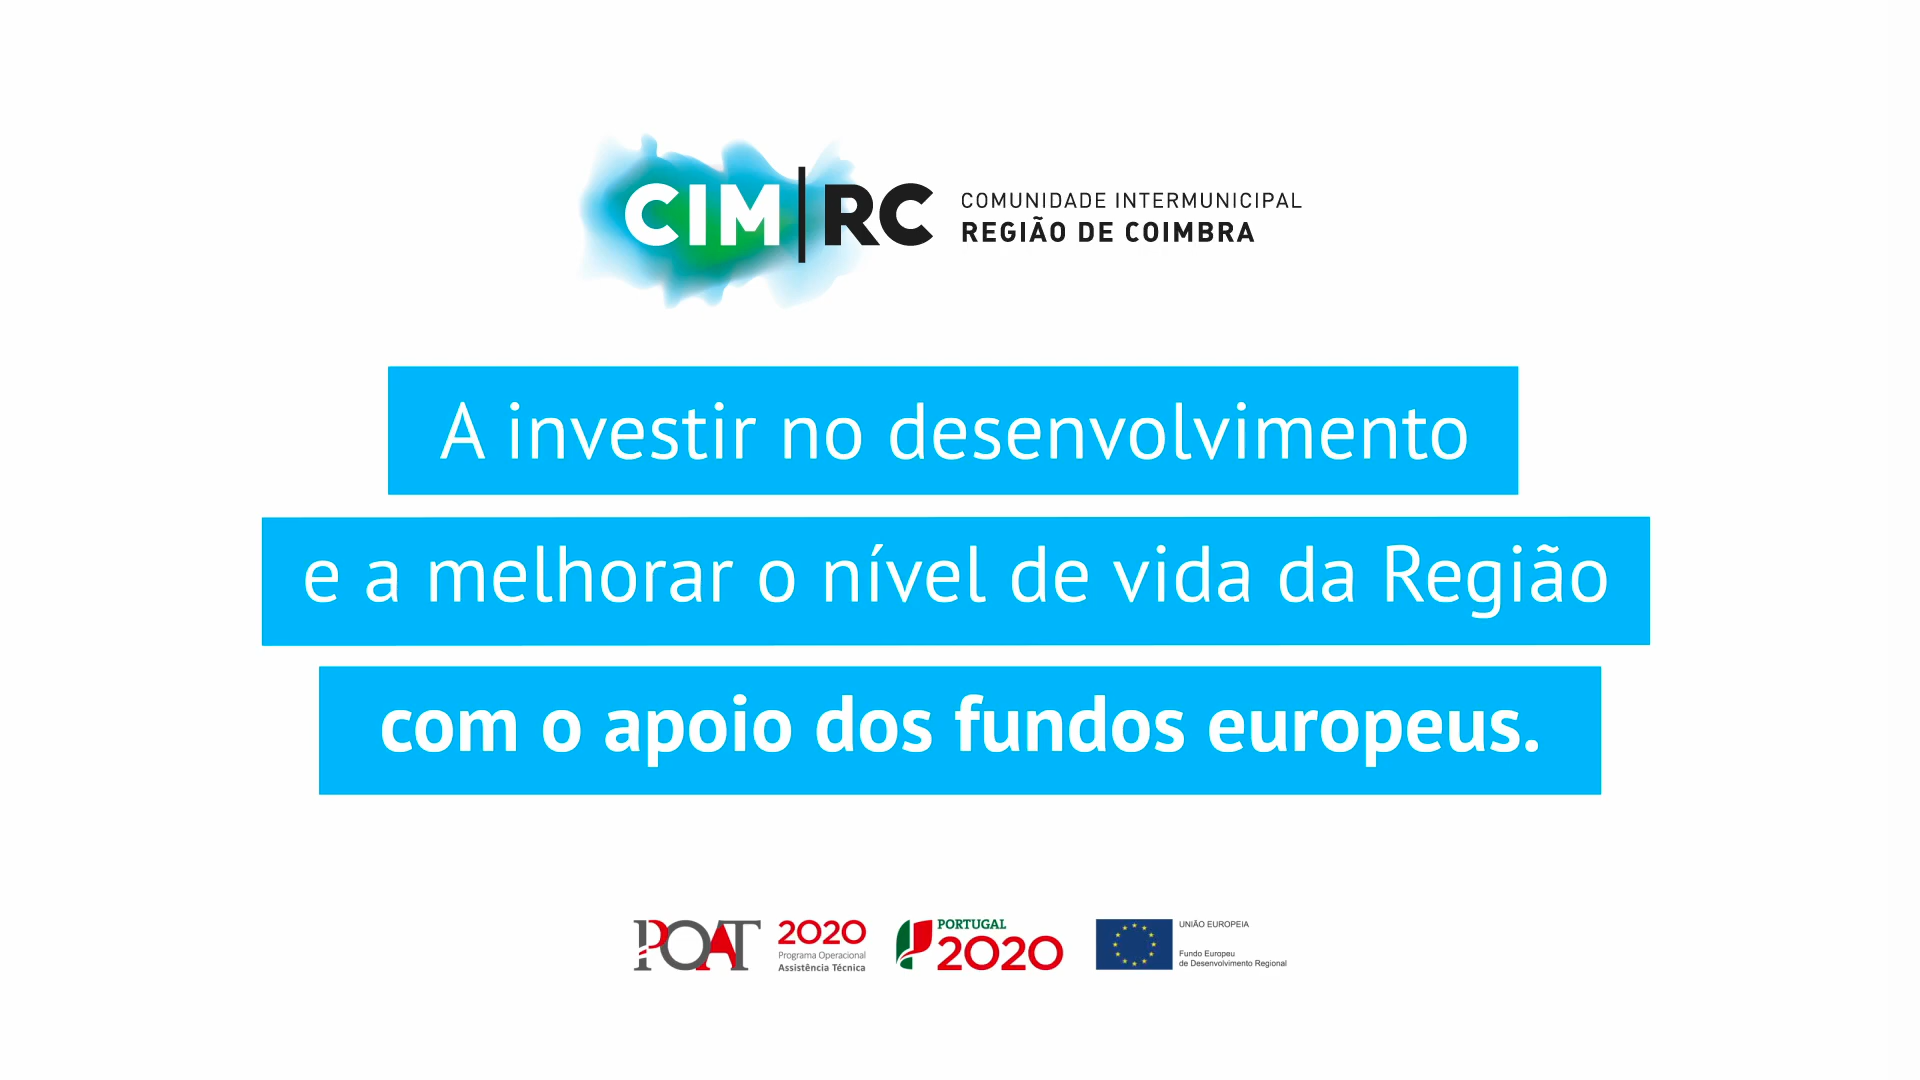 CIM|RC
COMUNIDADE INTERMUNICIPAL
REGIÃO DE COIMBRA
A investir no desenvolvimento
e a melhorar o nível de vida da Região
com o apoio dos fundos europeus.
POAT
2020
Programa Operacional
Assistência Técnica
PORTUGAL
2020
UNIÃO EUROPEIA
Fundo Europeu
de Desenvolvimento Regional